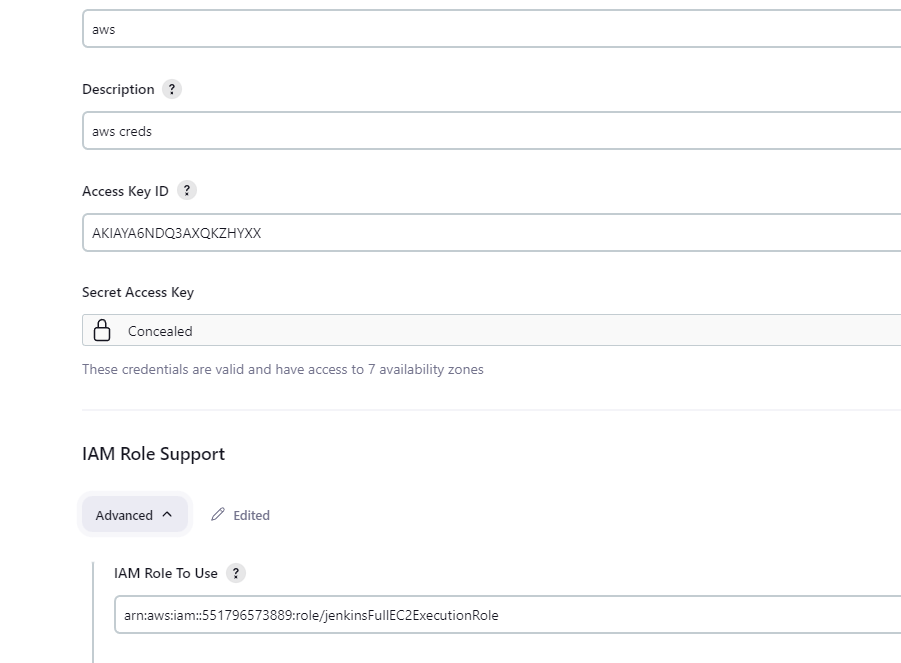 aws
Description ?
aws creds
Access Key ID ?
AKIAYA6NDQ3AXQKZHYXX
Secret Access Key
Concealed
These credentials are valid and have access to 7 availability zones
IAM Role Support
Advanced Edited
IAM Role To Use ?
arn:aws:iam::551796573889:role/jenkinsFullEC2ExecutionRole